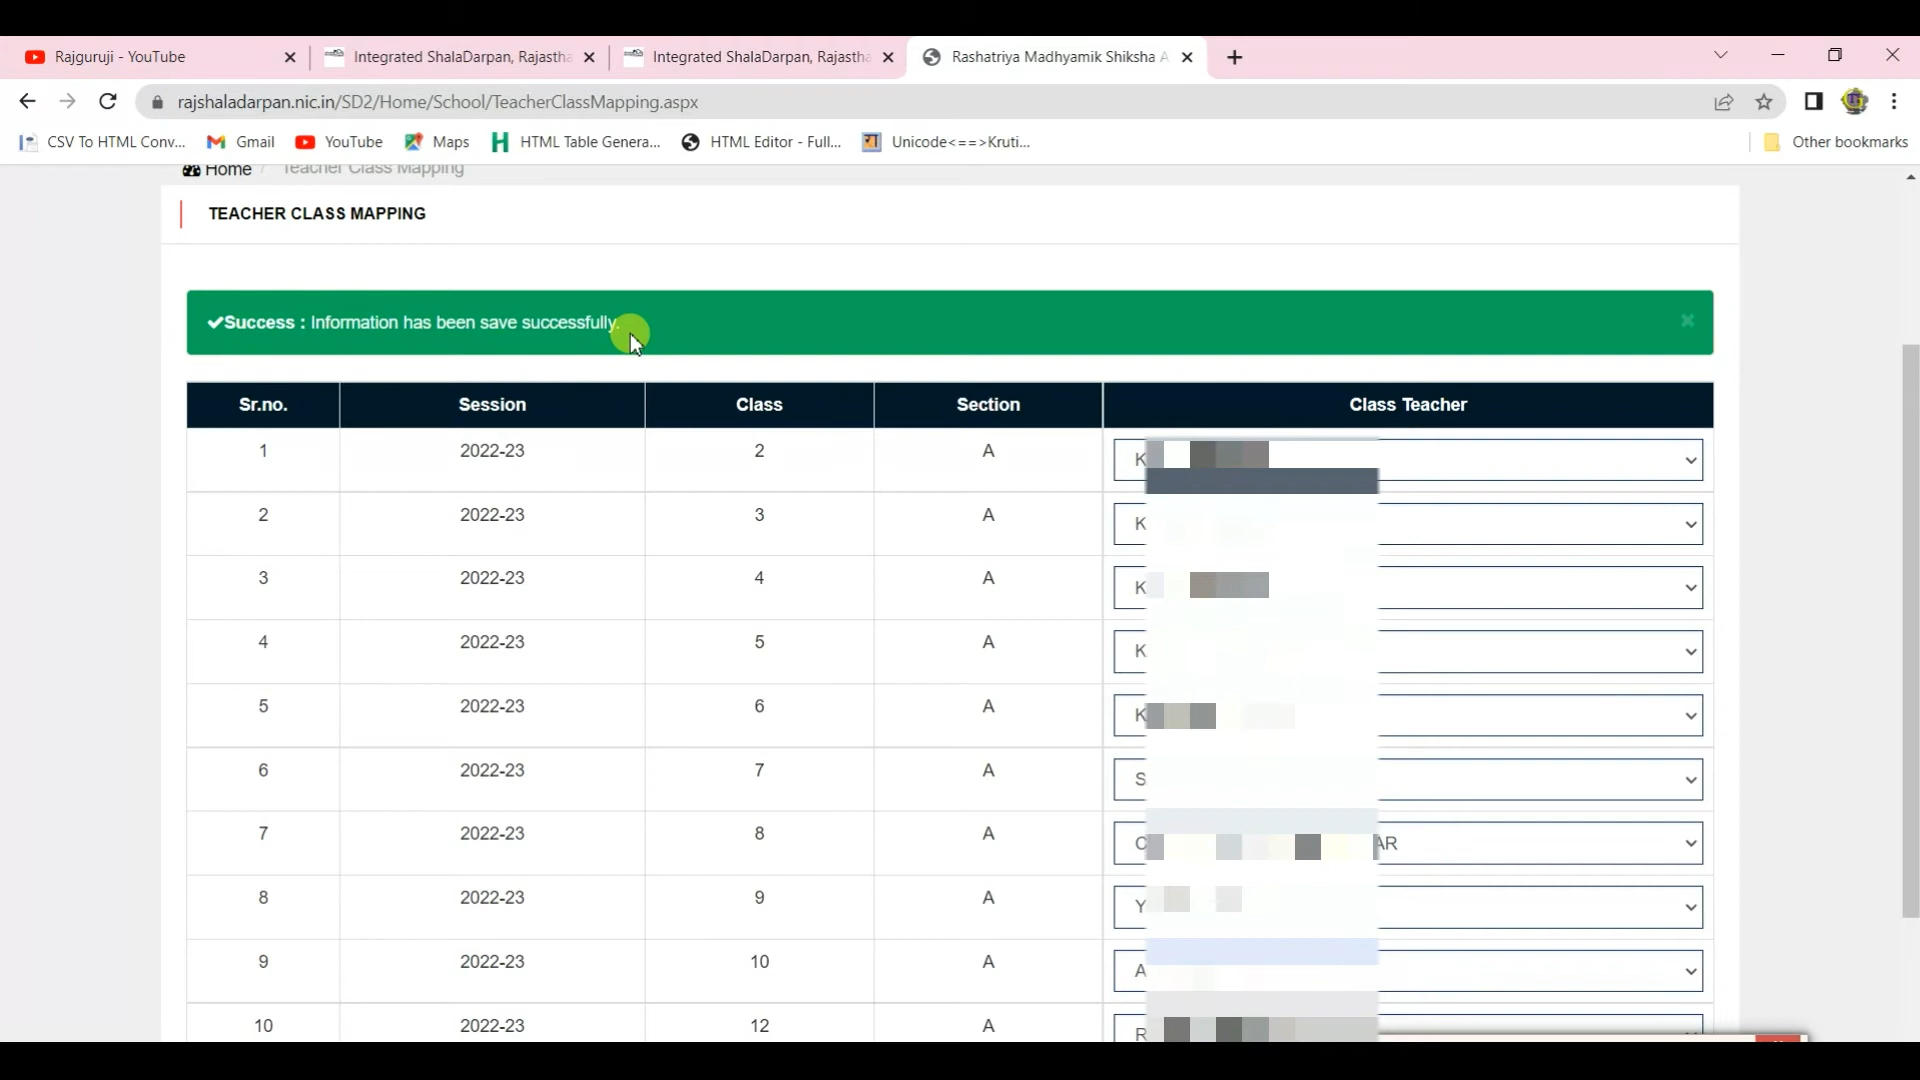 Rajguruji - YouTube
Integrated ShalaDarpan, Rajastha
Integrated ShalaDarpan, Rajastha
Rashatriya Madhyamik Shiksha A
rajshaladarpan.nic.in/SD2/Home/School/TeacherClassMapping.aspx
CSV To HTML Conv... Gmail YouTube Maps HTML Table Genera... HTML Editor - Full... Unicode<==>Kruti... Other bookmarks
Home / Teacher Class Mapping
TEACHER CLASS MAPPING
Success : Information has been save successfully.
Sr.no. Session Class Section Class Teacher
1 2022-23 2 A K
2 2022-23 3 A K
3 2022-23 4 A K
4 2022-23 5 A K
5 2022-23 6 A K
6 2022-23 7 A S
7 2022-23 8 A C AR
8 2022-23 9 A Y
9 2022-23 10 A A
10 2022-23 12 A R